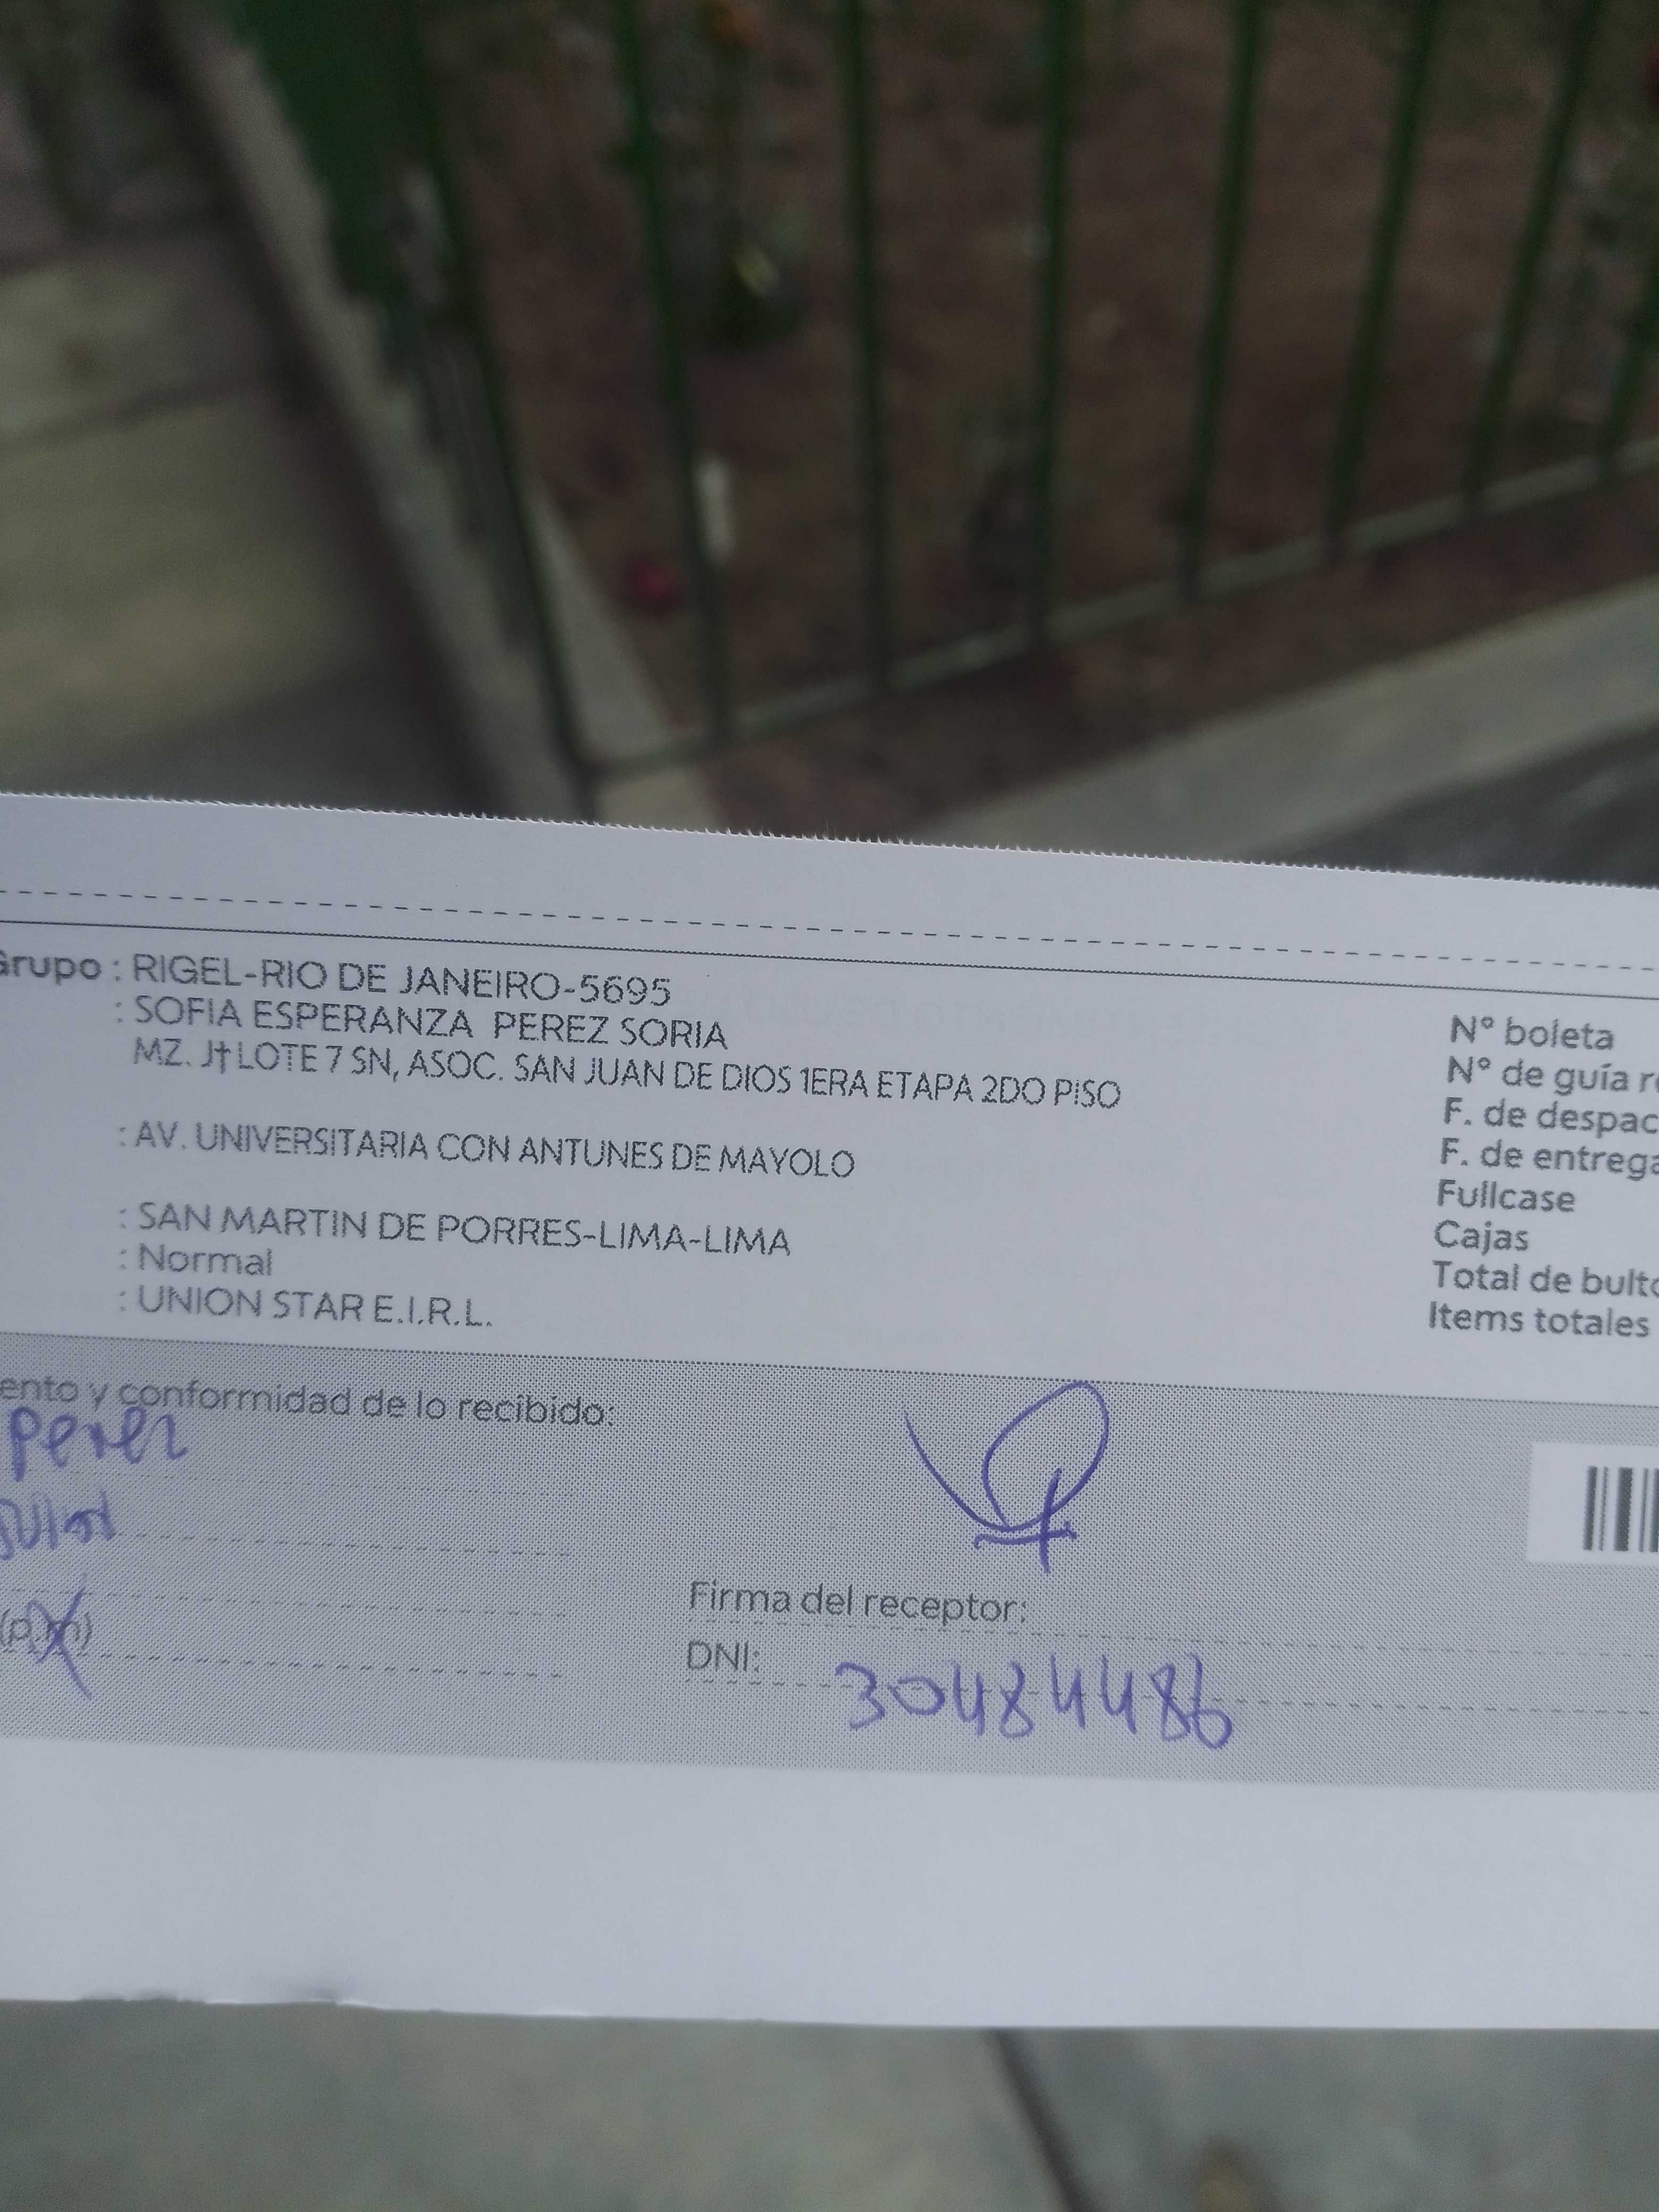 Grupo : RIGEL-RIO DE JANEIRO-5695
: SOFIA ESPERANZA PEREZ SORIA
MZ. J† LOTE 7 SN, ASOC. SAN JUAN DE DIOS 1ERA ETAPA 2DO PISO
: AV. UNIVERSITARIA CON ANTUNES DE MAYOLO
: SAN MARTIN DE PORRES-LIMA-LIMA
: Normal
: UNION STAR E.I.R.L.
N° boleta
N° de guía r
F. de despac
F. de entrega
Fullcase
Cajas
Total de bulto
Items totales
ento y conformidad de lo recibido:
Perez
(p.m)
Firma del receptor:
DNI: 30484486